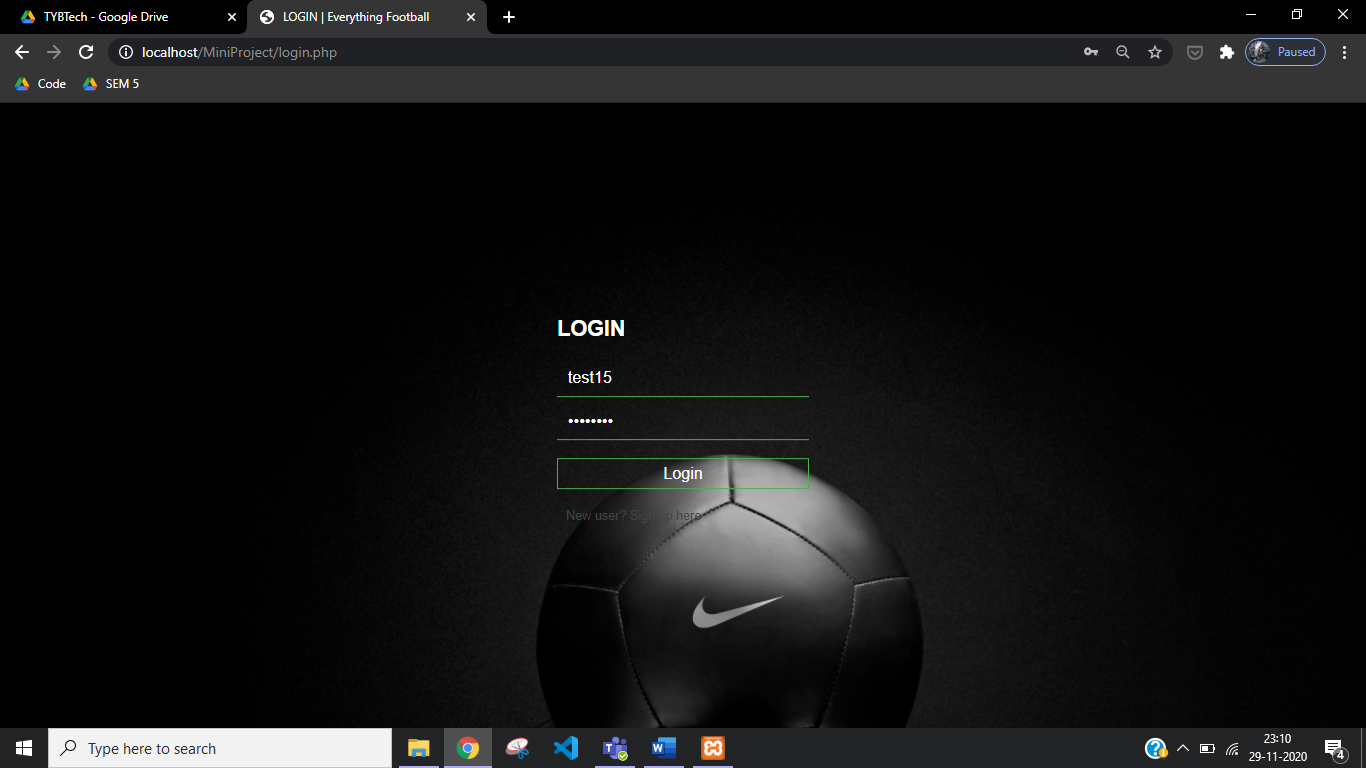 TYBTech - Google Drive
LOGIN | Everything Football
localhost/MiniProject/login.php
Paused
Code
SEM 5
LOGIN
test15
••••••••
Login
New user? Sign up here
Type here to search
23:10
29-11-2020
4